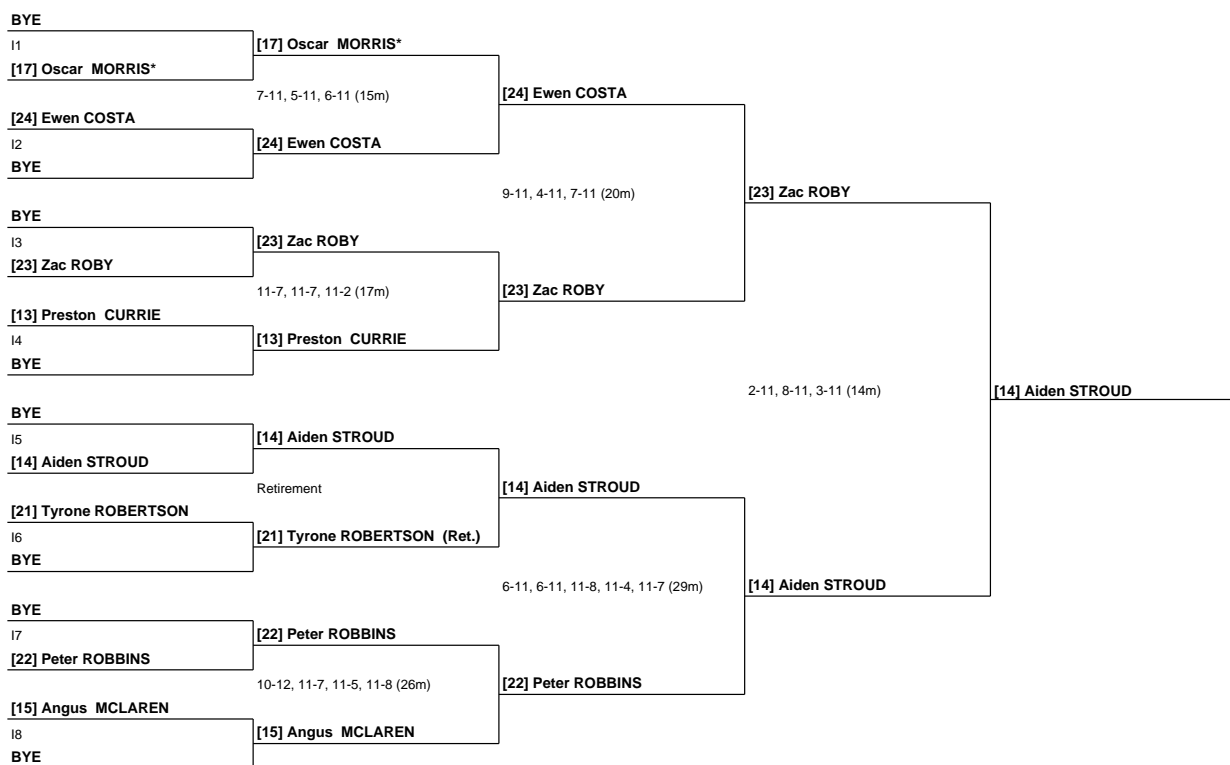 BYE
I1
[17] Oscar MORRIS*
[17] Oscar MORRIS*
7-11, 5-11, 6-11 (15m)
[24] Ewen COSTA
[24] Ewen COSTA
I2
[24] Ewen COSTA
BYE
9-11, 4-11, 7-11 (20m)
[23] Zac ROBY
BYE
I3
[23] Zac ROBY
[23] Zac ROBY
11-7, 11-7, 11-2 (17m)
[23] Zac ROBY
[13] Preston CURRIE
I4
[13] Preston CURRIE
BYE
2-11, 8-11, 3-11 (14m)
[14] Aiden STROUD
BYE
I5
[14] Aiden STROUD
[14] Aiden STROUD
Retirement
[14] Aiden STROUD
[21] Tyrone ROBERTSON
I6
[21] Tyrone ROBERTSON (Ret.)
BYE
6-11, 6-11, 11-8, 11-4, 11-7 (29m)
[14] Aiden STROUD
BYE
I7
[22] Peter ROBBINS
[22] Peter ROBBINS
10-12, 11-7, 11-5, 11-8 (26m)
[22] Peter ROBBINS
[15] Angus MCLAREN
I8
[15] Angus MCLAREN
BYE